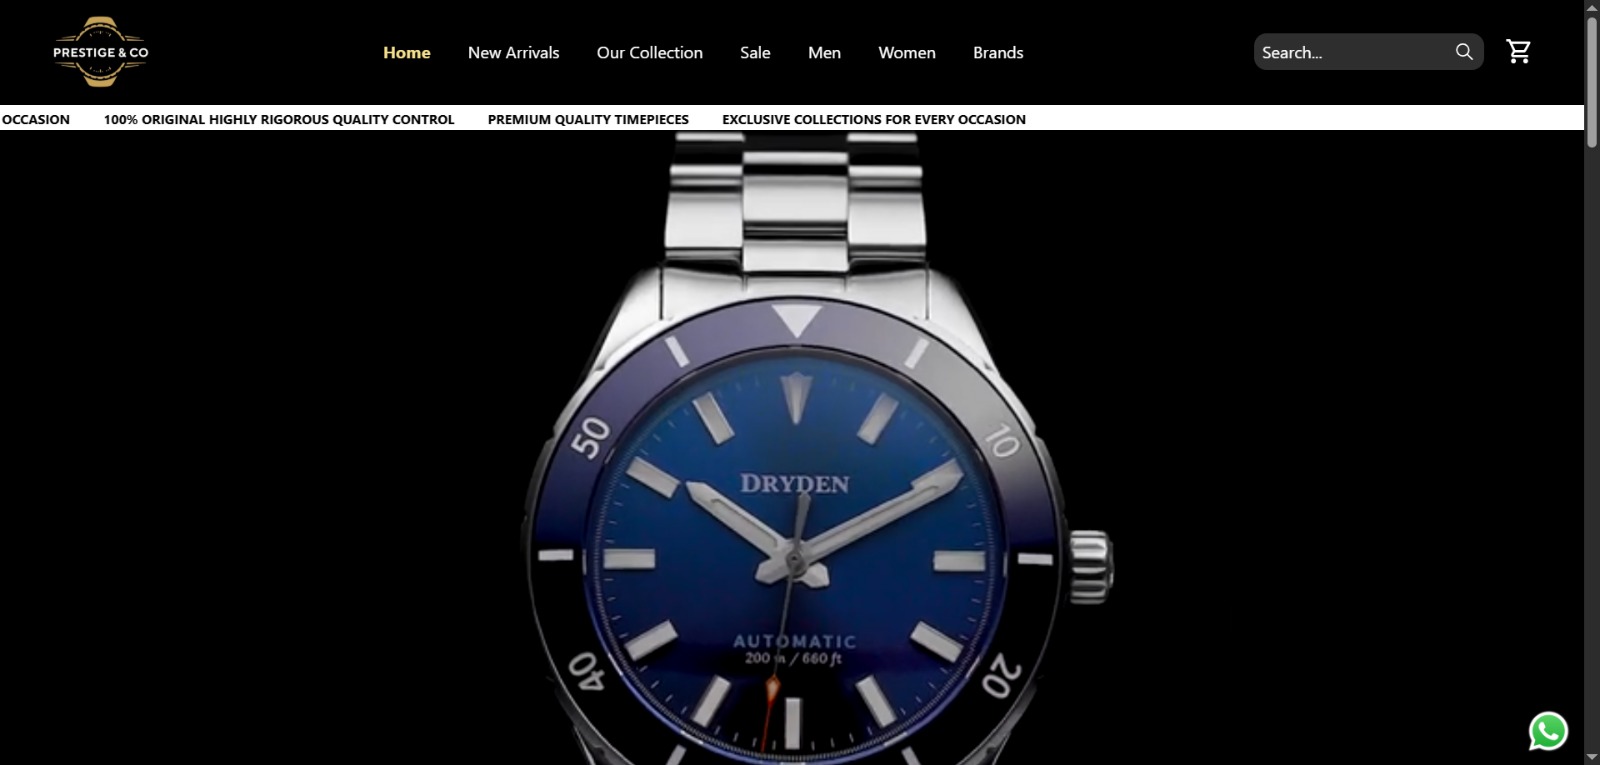 PRESTIGE & CO
Home New Arrivals Our Collection Sale Men Women Brands
Search...
OCCASION 100% ORIGINAL HIGHLY RIGOROUS QUALITY CONTROL PREMIUM QUALITY TIMEPIECES EXCLUSIVE COLLECTIONS FOR EVERY OCCASION
50
10
DRYDEN
AUTOMATIC
200 m / 660 ft
40
20